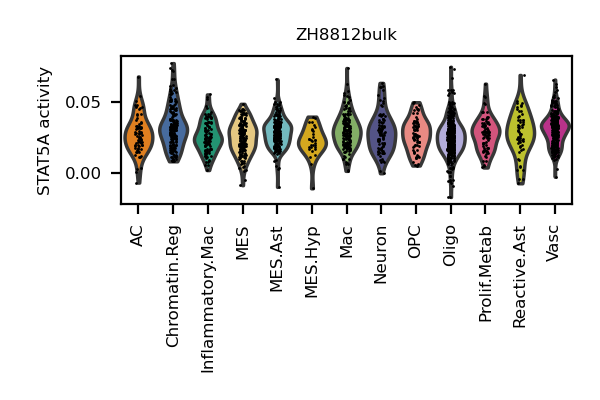 ZH8812bulk
STAT5A activity
0.05
0.00
AC
Chromatin.Reg
Inflammatory.Mac
MES
MES.Ast
MES.Hyp
Mac
Neuron
OPC
Oligo
Prolif.Metab
Reactive.Ast
Vasc